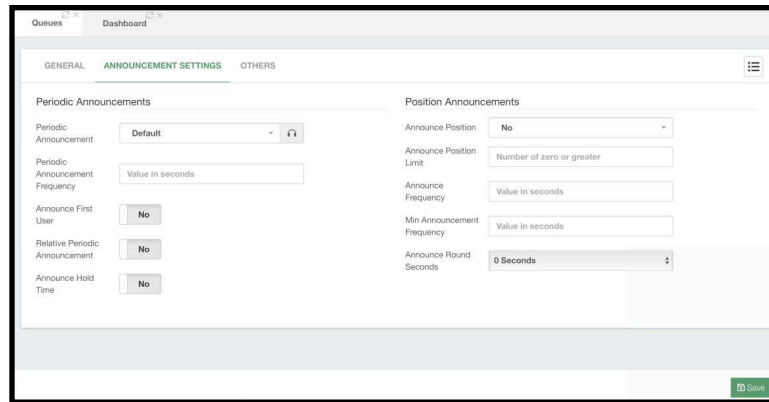 Queues
Dashboard
GENERAL
ANNOUNCEMENT SETTINGS
OTHERS
Periodic Announcements
Periodic
Announcement
Default
Periodic
Announcement
Frequency
Value in seconds
Announce First
User
No
Relative Periodic
Announcement
No
Announce Hold
Time
No
Position Announcements
Announce Position
No
Announce Position
Limit
Number of zero or greater
Announce
Frequency
Value in seconds
Min Announcement
Frequency
Value in seconds
Announce Round
Seconds
0 Seconds
Save